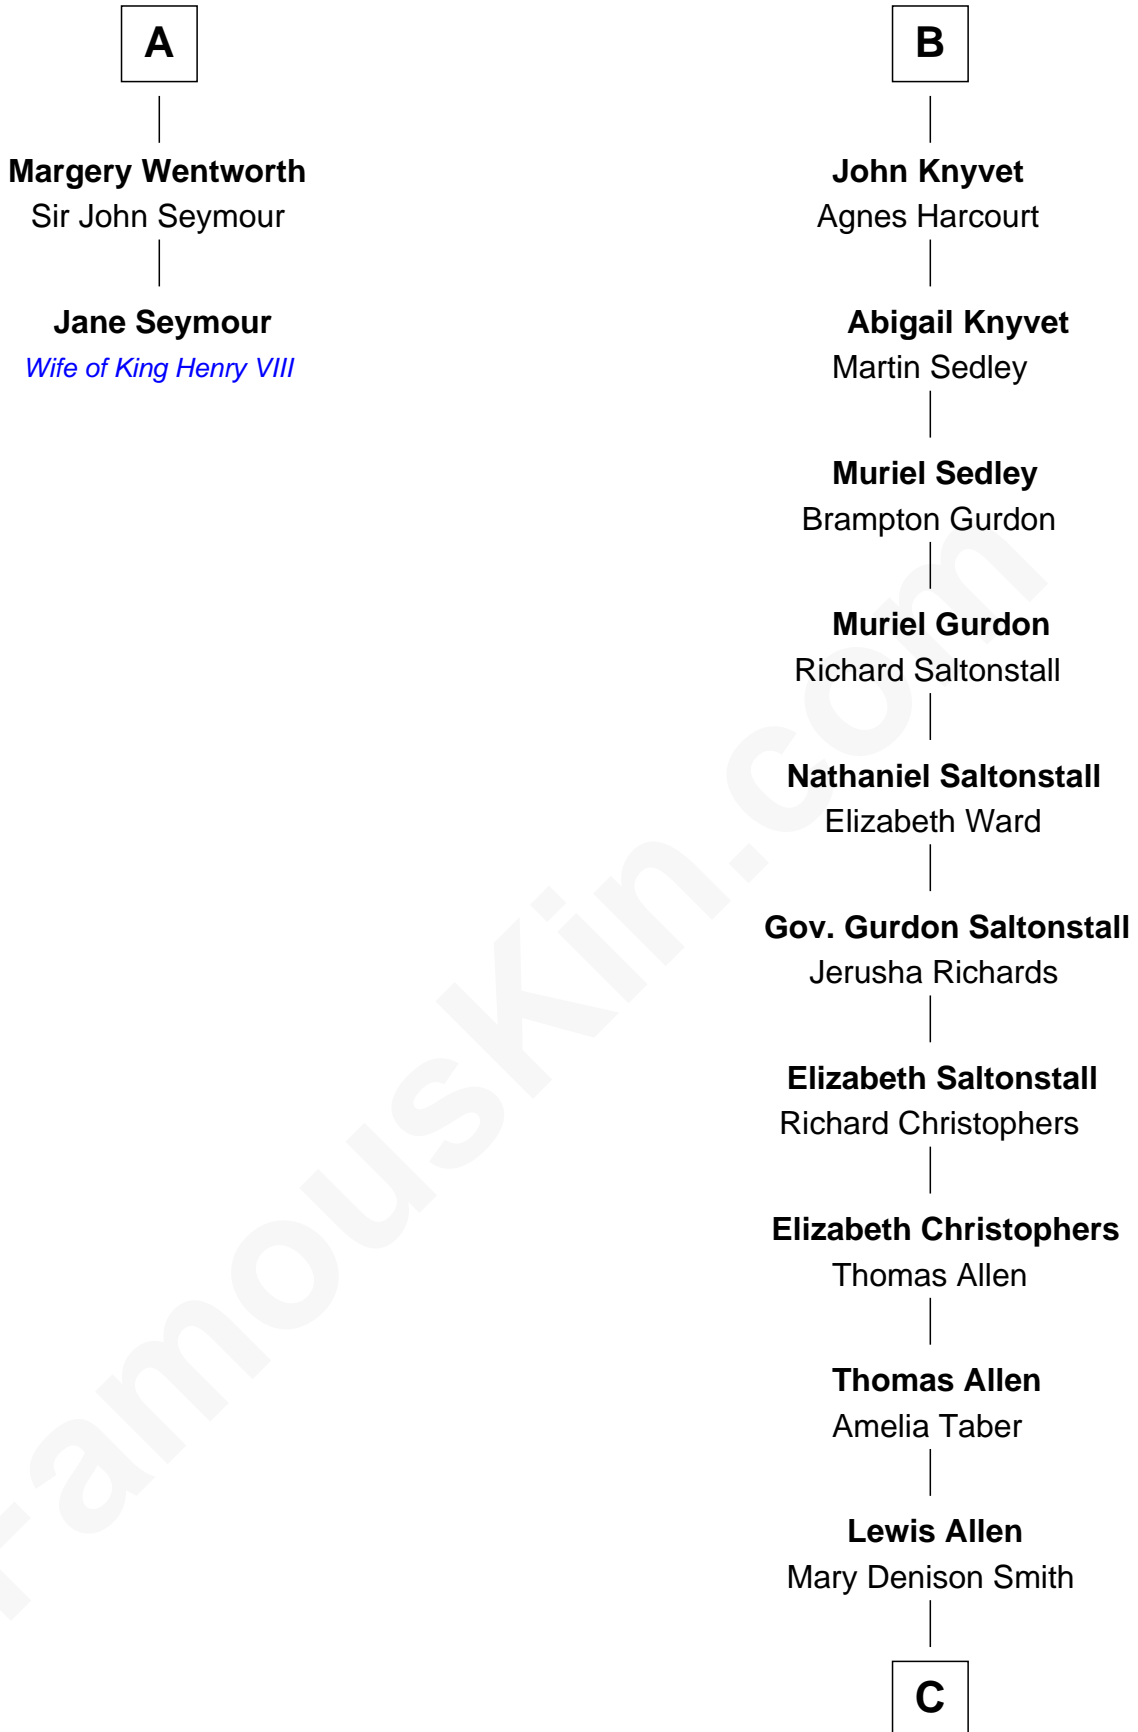 A
Margery Wentworth
Sir John Seymour
Jane Seymour
Wife of King Henry VIII
B
John Knyvet
Agnes Harcourt
Abigail Knyvet
Martin Sedley
Muriel Sedley
Brampton Gurdon
Muriel Gurdon
Richard Saltonstall
Nathaniel Saltonstall
Elizabeth Ward
Gov. Gurdon Saltonstall
Jerusha Richards
Elizabeth Saltonstall
Richard Christophers
Elizabeth Christophers
Thomas Allen
Thomas Allen
Amelia Taber
Lewis Allen
Mary Denison Smith
C
FamousKin.com